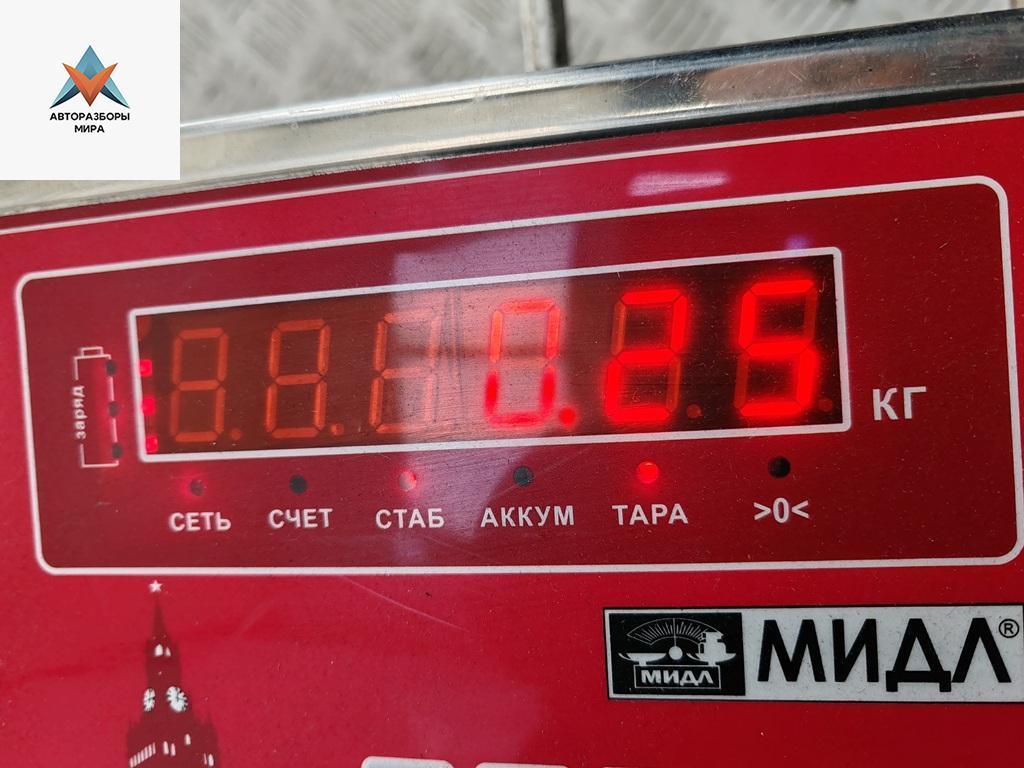 АВТОРАЗБОРЫ
МИРА
0.25
КГ
заряд
СЕТЬ СЧЕТ СТАБ АККУМ ТАРА >0<
МИДЛ МИДЛ®